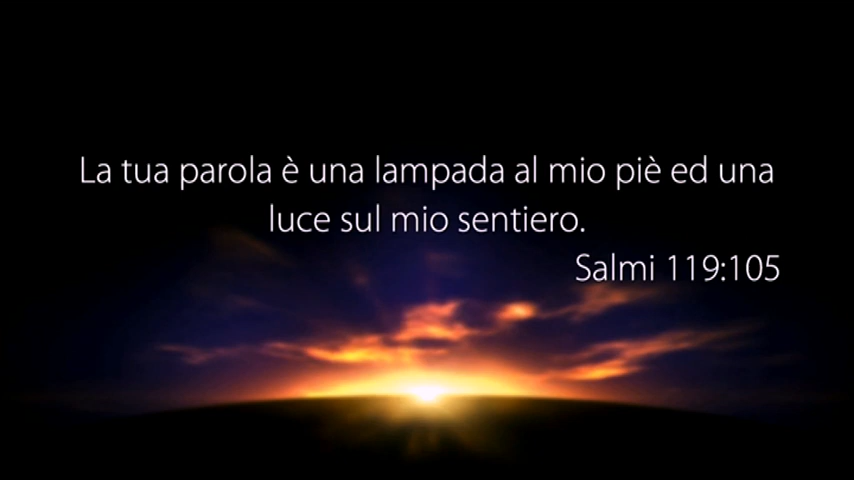 La tua parola è una lampada al mio piè ed una
luce sul mio sentiero.
Salmi 119:105